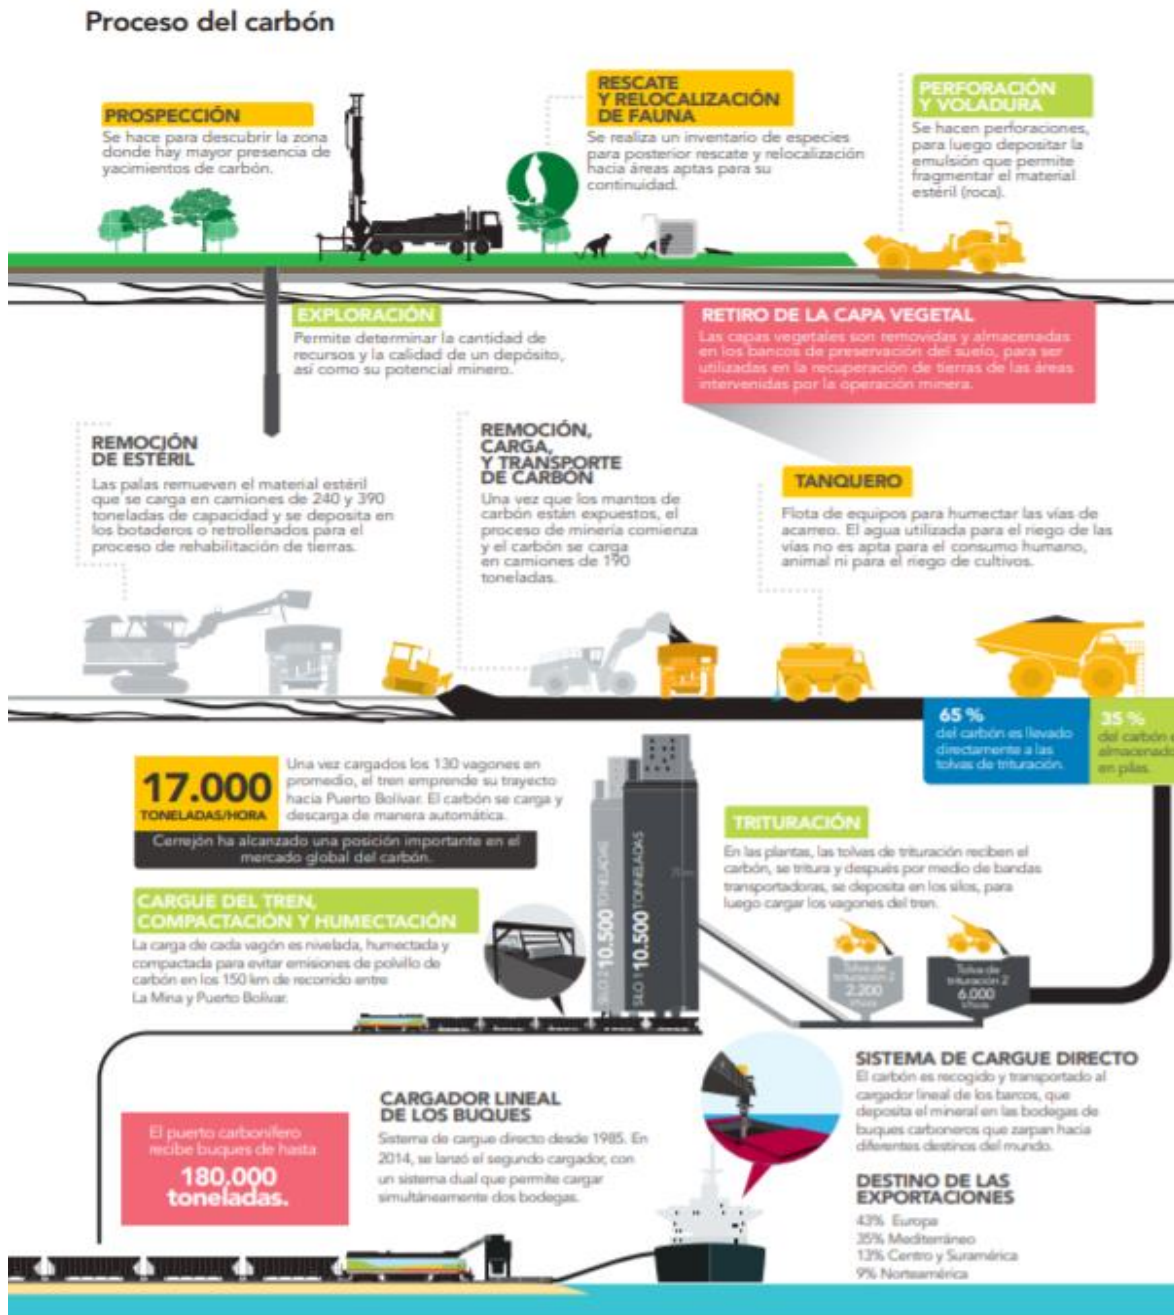 Proceso del carbón
PROSPECCIÓN
Se hace para descubrir la zona
donde hay mayor presencia de
yacimientos de carbón.
RESCATE
Y RELOCALIZACIÓN
DE FAUNA
Se realiza un inventario de especies
para posterior rescate y relocalización
hacia áreas aptas para su
continuidad.
PERFORACIÓN
Y VOLADURA
Se hacen perforaciones,
para luego depositar la
emulsión que permite
fragmentar el material
estéril (roca).
EXPLORACIÓN
Permite determinar la cantidad de
recursos y la calidad de un depósito,
así como su potencial minero.
RETIRO DE LA CAPA VEGETAL
Las capas vegetales son removidas y almacenadas
en los bancos de preservación del suelo, para ser
utilizadas en la recuperación de tierras de las áreas
intervenidas por la operación minera.
REMOCIÓN
DE ESTÉRIL
Las palas remueven el material estéril
que se carga en camiones de 240 y 390
toneladas de capacidad y se deposita en
los botaderos o retrollenados para el
proceso de rehabilitación de tierras.
REMOCIÓN,
CARGA,
Y TRANSPORTE
DE CARBÓN
Una vez que los mantos de
carbón están expuestos, el
proceso de minería comienza
y el carbón se carga
en camiones de 190
toneladas.
TANQUERO
Flota de equipos para humectar las vías de
acarreo. El agua utilizada para el riego de las
vías no es apta para el consumo humano,
animal ni para el riego de cultivos.
65 %
del carbón es llevado
directamente a las
tolvas de trituración.
35 %
del carbón e
almacenado
en pilas.
17.000
TONELADAS/HORA
Una vez cargados los 130 vagones en
promedio, el tren emprende su trayecto
hacia Puerto Bolívar. El carbón se carga y
descarga de manera automática.
Cerrejón ha alcanzado una posición importante en el
mercado global del carbón.
CARGUE DEL TREN,
COMPACTACIÓN Y HUMECTACIÓN
La carga de cada vagón es nivelada, humectada y
compactada para evitar emisiones de polvillo de
carbón en los 150 km de recorrido entre
La Mina y Puerto Bolívar.
SILO 2 10.500 TONELADAS
SILO 10.500 TONNELADAS
TRITURACIÓN
En las plantas, las tolvas de trituración reciben el
carbón, se tritura y después por medio de bandas
transportadoras, se deposita en los silos, para
luego cargar los vagones del tren.
Tolva de
trituración 2
2.200
Tolva de
trituración 2
6.000
SISTEMA DE CARGUE DIRECTO
El carbón es recogido y transportado al
cargador lineal de los barcos, que
deposita el mineral en las bodegas de
buques carboneros que zarpan hacia
diferentes destinos del mundo.
CARGADOR LINEAL
DE LOS BUQUES
Sistema de cargue directo desde 1985. En
2014, se lanzó el segundo cargador, con
un sistema dual que permite cargar
simultáneamente dos bodegas.
El puerto carbonífero
recibe buques de hasta
180,000
toneladas.
DESTINO DE LAS
EXPORTACIONES
43% Europa
35% Mediterráneo
13% Centro y Suramérica
9% Norteamérica